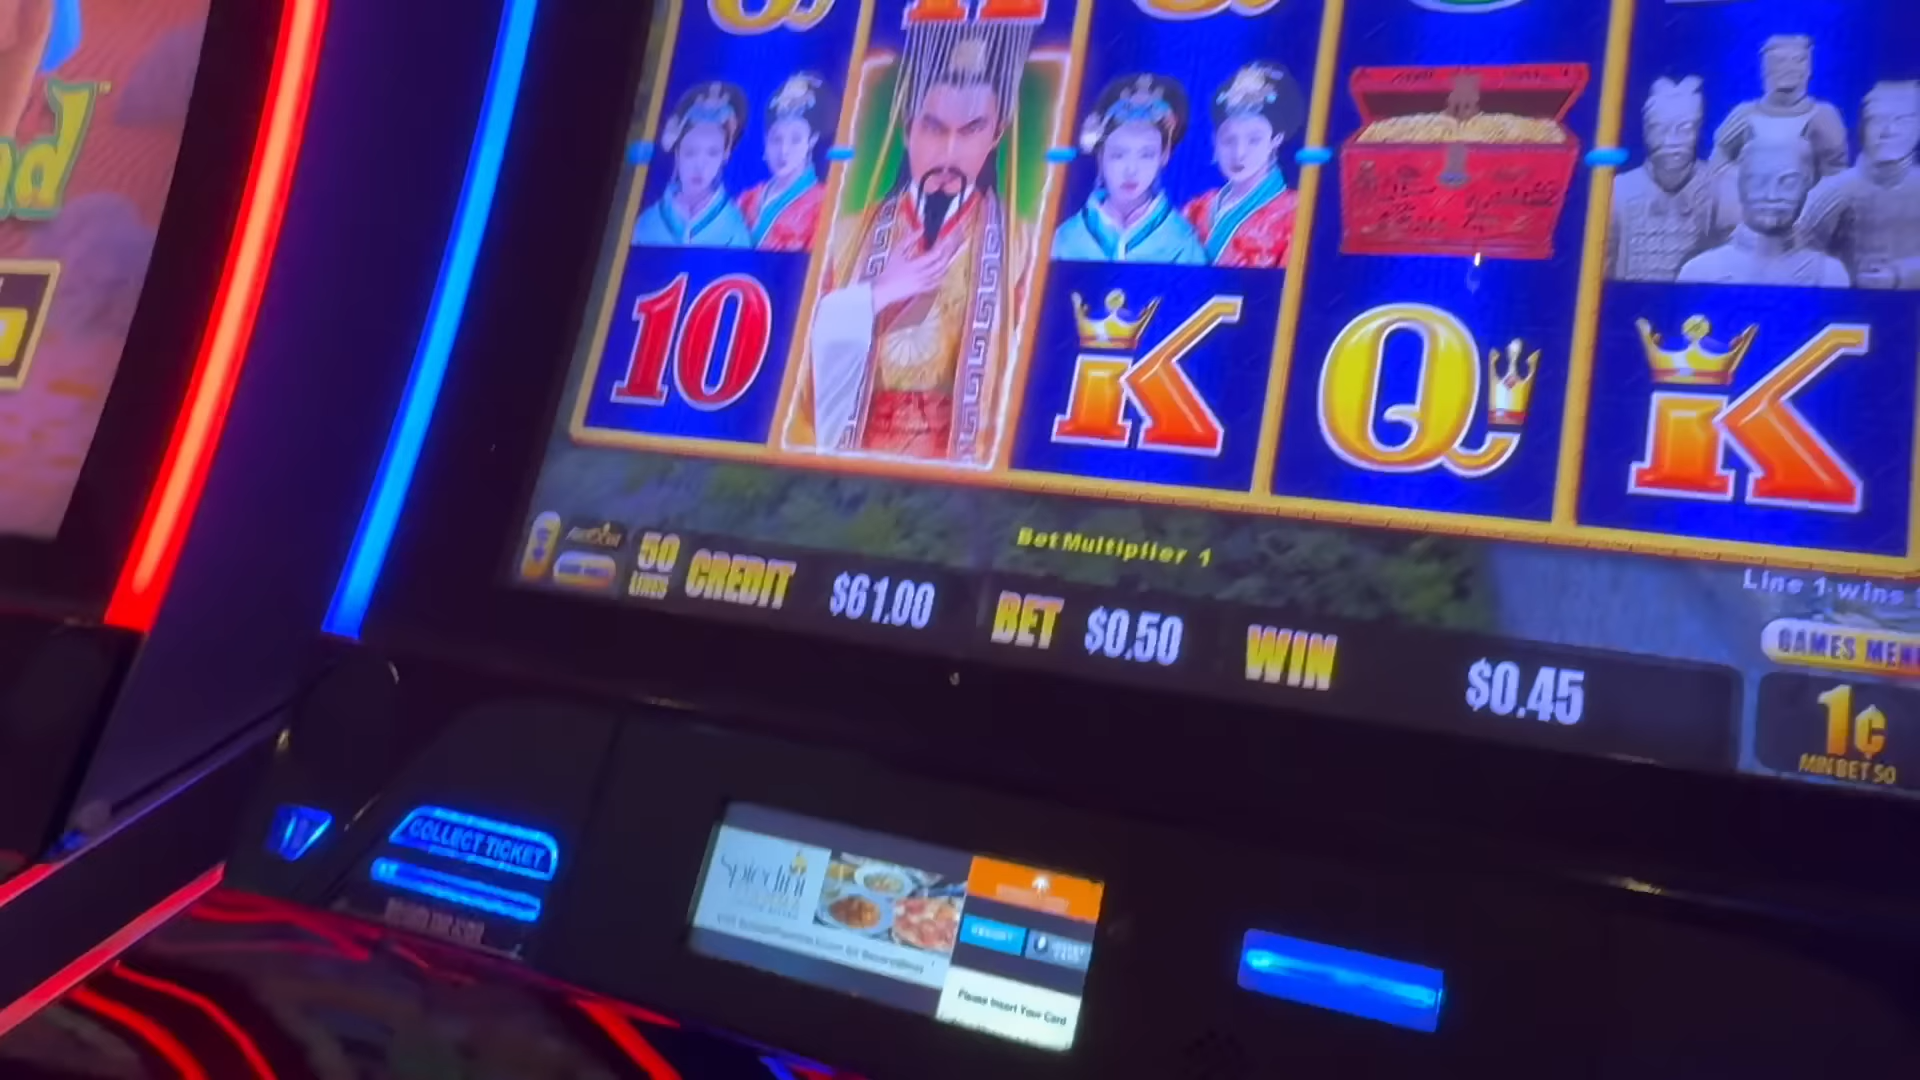 10
K
Q
K
Bet Multiplier 1
50 LINES CREDIT $61.00 BET $0.50 WIN $0.45
Line 1 wins
GAMES MENU
1¢
MIN BET 50
COLLECT TICKET
Spiedini
Please Insert Your Card